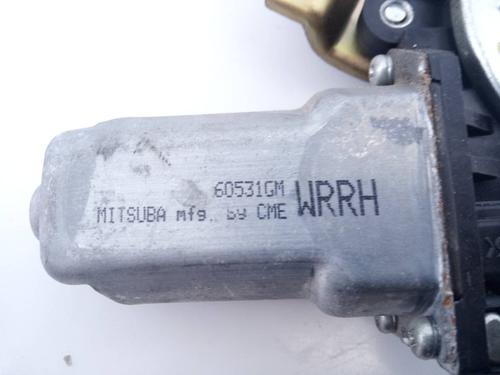 60531GM
MITSUBA mfg. by CME
WRRH